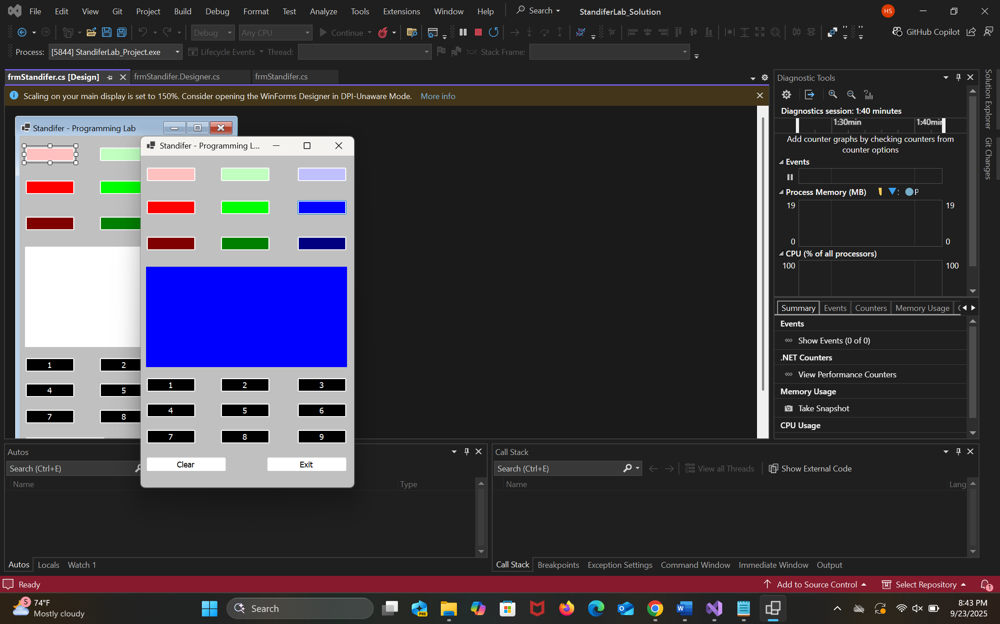 File Edit View Git Project Build Debug Format Test Analyze Tools Extensions Window Help Search StandiferLab_Solution HS
Debug Any CPU Continue GitHub Copilot
Process: [5844] StandiferLab_Project.exe Lifecycle Events Thread: Stack Frame:
frmStandifer.cs [Design] frmStandifer.Designer.cs frmStandifer.cs
Scaling on your main display is set to 150%. Consider opening the WinForms Designer in DPI-Unaware Mode. More info
Standifer - Programming Lab
1 2
4 5
7 8
Standifer - Programming L...
1 2 3
4 5 6
7 8 9
Clear Exit
Diagnostic Tools
Diagnostics session: 1:40 minutes
1:30min 1:40min
Add counter graphs by checking counters from
counter options
Events
Process Memory (MB) P
19 19
0 0
CPU (% of all processors)
100 100
Summary Events Counters Memory Usage
Events
Show Events (0 of 0)
.NET Counters
View Performance Counters
Memory Usage
Take Snapshot
CPU Usage
Solution Explorer
Git Changes
Autos
Search (Ctrl+E)
Name Type
Autos Locals Watch 1
Call Stack
Search (Ctrl+E) View all Threads Show External Code
Name Lang
Call Stack Breakpoints Exception Settings Command Window Immediate Window Output
Ready Add to Source Control Select Repository 1
5 74°F
Mostly cloudy
Search
PRE
8:43 PM
9/23/2025